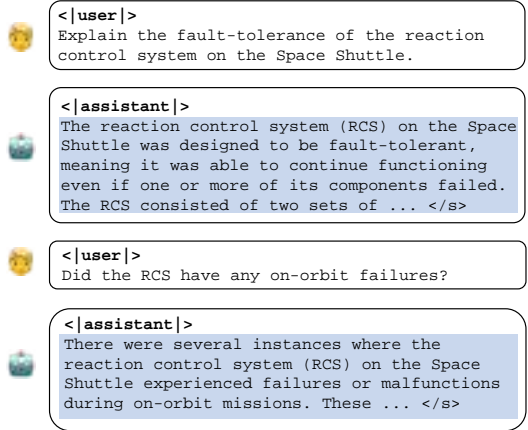 <|user|>
Explain the fault-tolerance of the reaction
control system on the Space Shuttle.
<|assistant|>
The reaction control system (RCS) on the Space
Shuttle was designed to be fault-tolerant,
meaning it was able to continue functioning
even if one or more of its components failed.
The RCS consisted of two sets of ... </s>
<|user|>
Did the RCS have any on-orbit failures?
<|assistant|>
There were several instances where the
reaction control system (RCS) on the Space
Shuttle experienced failures or malfunctions
during on-orbit missions. These ... </s>